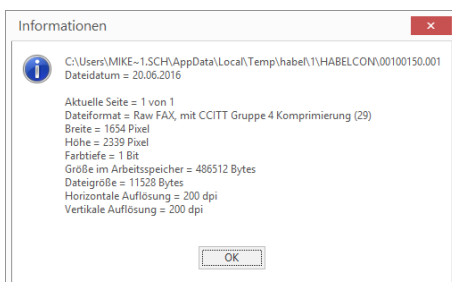 Informationen
C:\Users\MIKE~1.SCH\AppData\Local\Temp\habel\1\HABELCON\00100150.001
Dateidatum = 20.06.2016
Aktuelle Seite = 1 von 1
Dateiformat = Raw FAX, mit CCITT Gruppe 4 Komprimierung (29)
Breite = 1654 Pixel
Höhe = 2339 Pixel
Farbtiefe = 1 Bit
Größe im Arbeitsspeicher = 486512 Bytes
Dateigröße = 11528 Bytes
Horizontale Auflösung = 200 dpi
Vertikale Auflösung = 200 dpi
OK